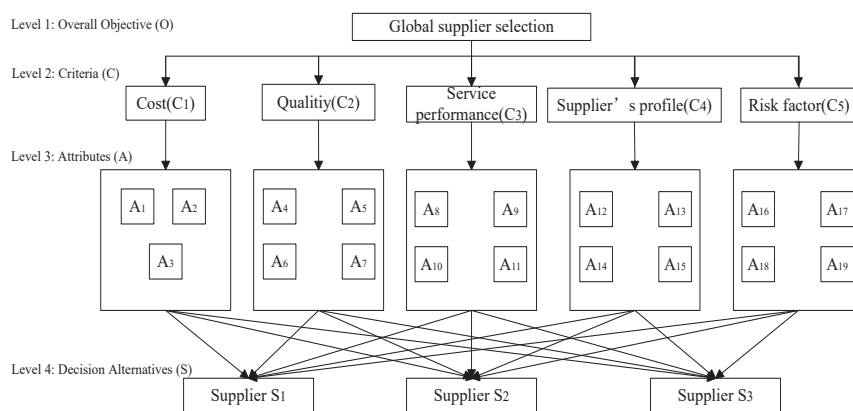 Level 1: Overall Objective (O)
Global supplier selection
Level 2: Criteria (C)
Cost(C1)
Qualitiy(C2)
Service
performance(C3)
Supplier’s profile(C4)
Risk factor(C5)
Level 3: Attributes (A)
A1 A2
A3
A4 A5
A6 A7
A8 A9
A10 A11
A12 A13
A14 A15
A16 A17
A18 A19
Level 4: Decision Alternatives (S)
Supplier S1
Supplier S2
Supplier S3